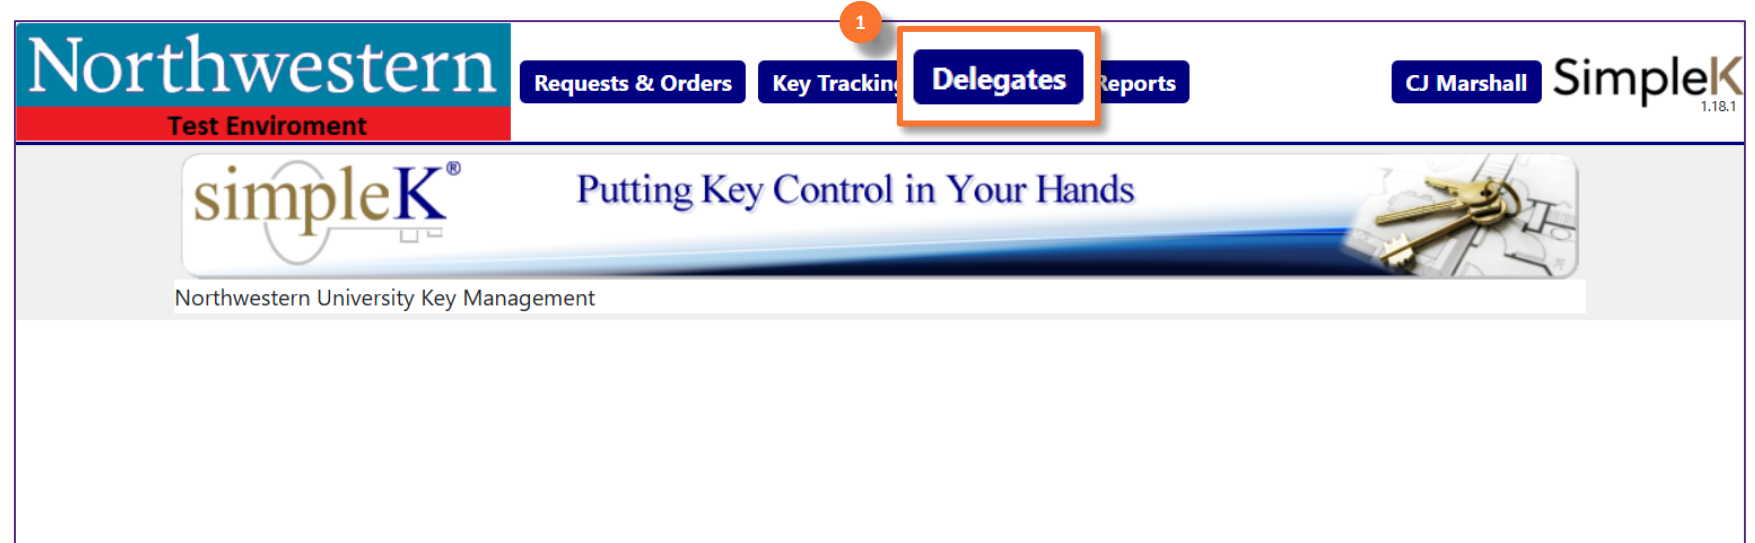 1
Northwestern
Test Enviroment
Requests & Orders
Key Tracking
Delegates
Reports
CJ Marshall
SimpleK
1.18.1
simpleK®
Putting Key Control in Your Hands
Northwestern University Key Management